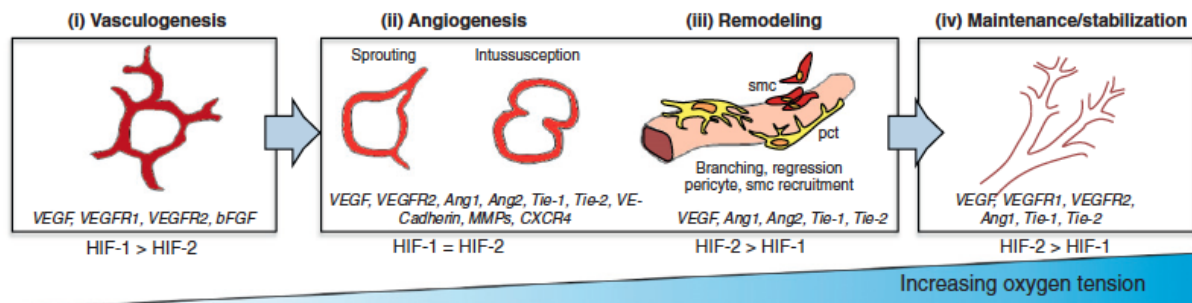 (i) Vasculogenesis
VEGF, VEGFR1, VEGFR2, bFGF
HIF-1 > HIF-2
(ii) Angiogenesis
Sprouting
Intussusception
VEGF, VEGFR2, Ang1, Ang2, Tie-1, Tie-2, VE-
Cadherin, MMPs, CXCR4
HIF-1 = HIF-2
(iii) Remodeling
smc
pct
Branching, regression
pericyte, smc recruitment
VEGF, Ang1, Ang2, Tie-1, Tie-2
HIF-2 > HIF-1
(iv) Maintenance/stabilization
VEGF, VEGFR1, VEGFR2,
Ang1, Tie-1, Tie-2
HIF-2 > HIF-1
Increasing oxygen tension